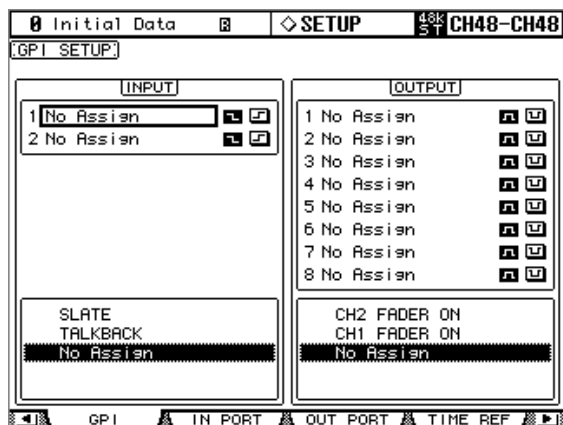 0 Initial Data R ◇SETUP 48k ST CH48-CH48
GPI SETUP
INPUT
1 No Assign
2 No Assign
SLATE
TALKBACK
No Assign
OUTPUT
1 No Assign
2 No Assign
3 No Assign
4 No Assign
5 No Assign
6 No Assign
7 No Assign
8 No Assign
CH2 FADER ON
CH1 FADER ON
No Assign
GPI IN PORT OUT PORT TIME REF